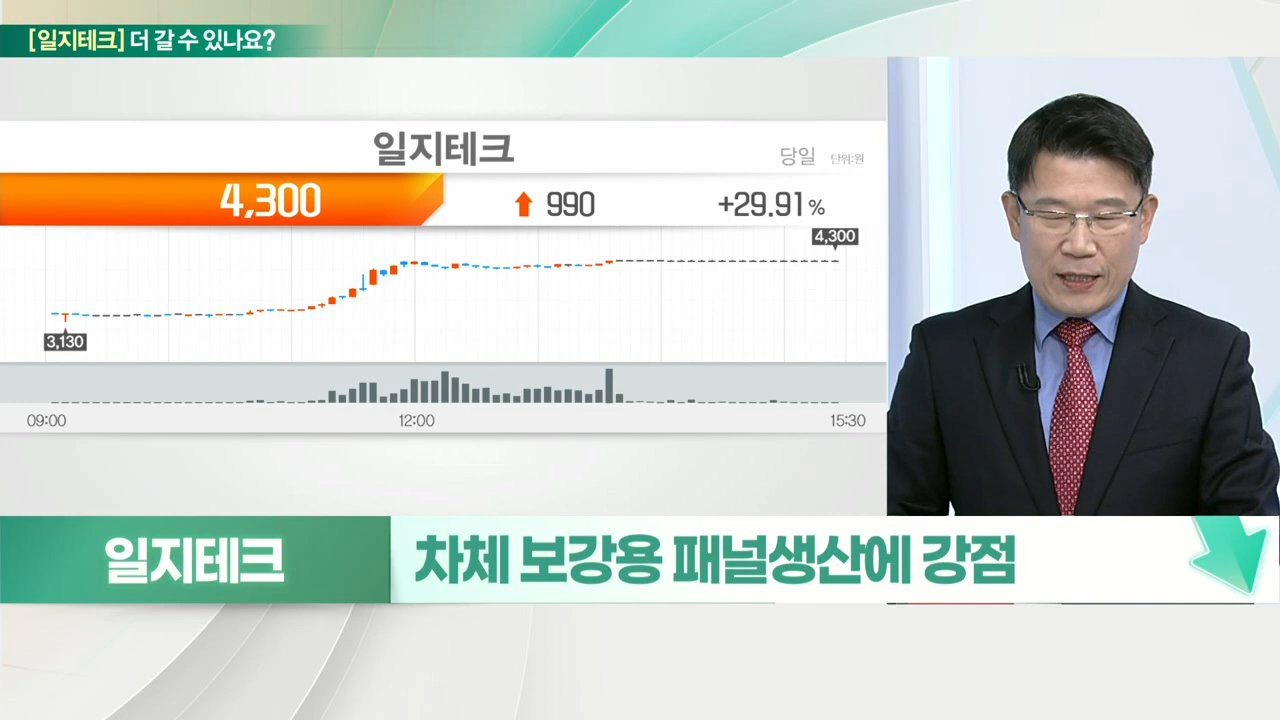 [일지테크] 더 갈 수 있나요?
일지테크
당일 단위:원
4,300 990 +29.91%
4,300
3,130
09:00 12:00 15:30
일지테크 차체 보강용 패널생산에 강점